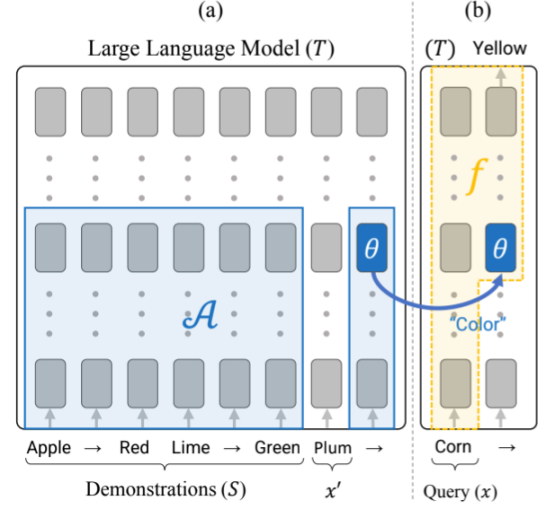 (a)
Large Language Model (T)
θ
𝒜
Apple → Red Lime → Green Plum →
Demonstrations (S)
x′
(b)
(T) Yellow
f
θ
"Color"
Corn →
Query (x)